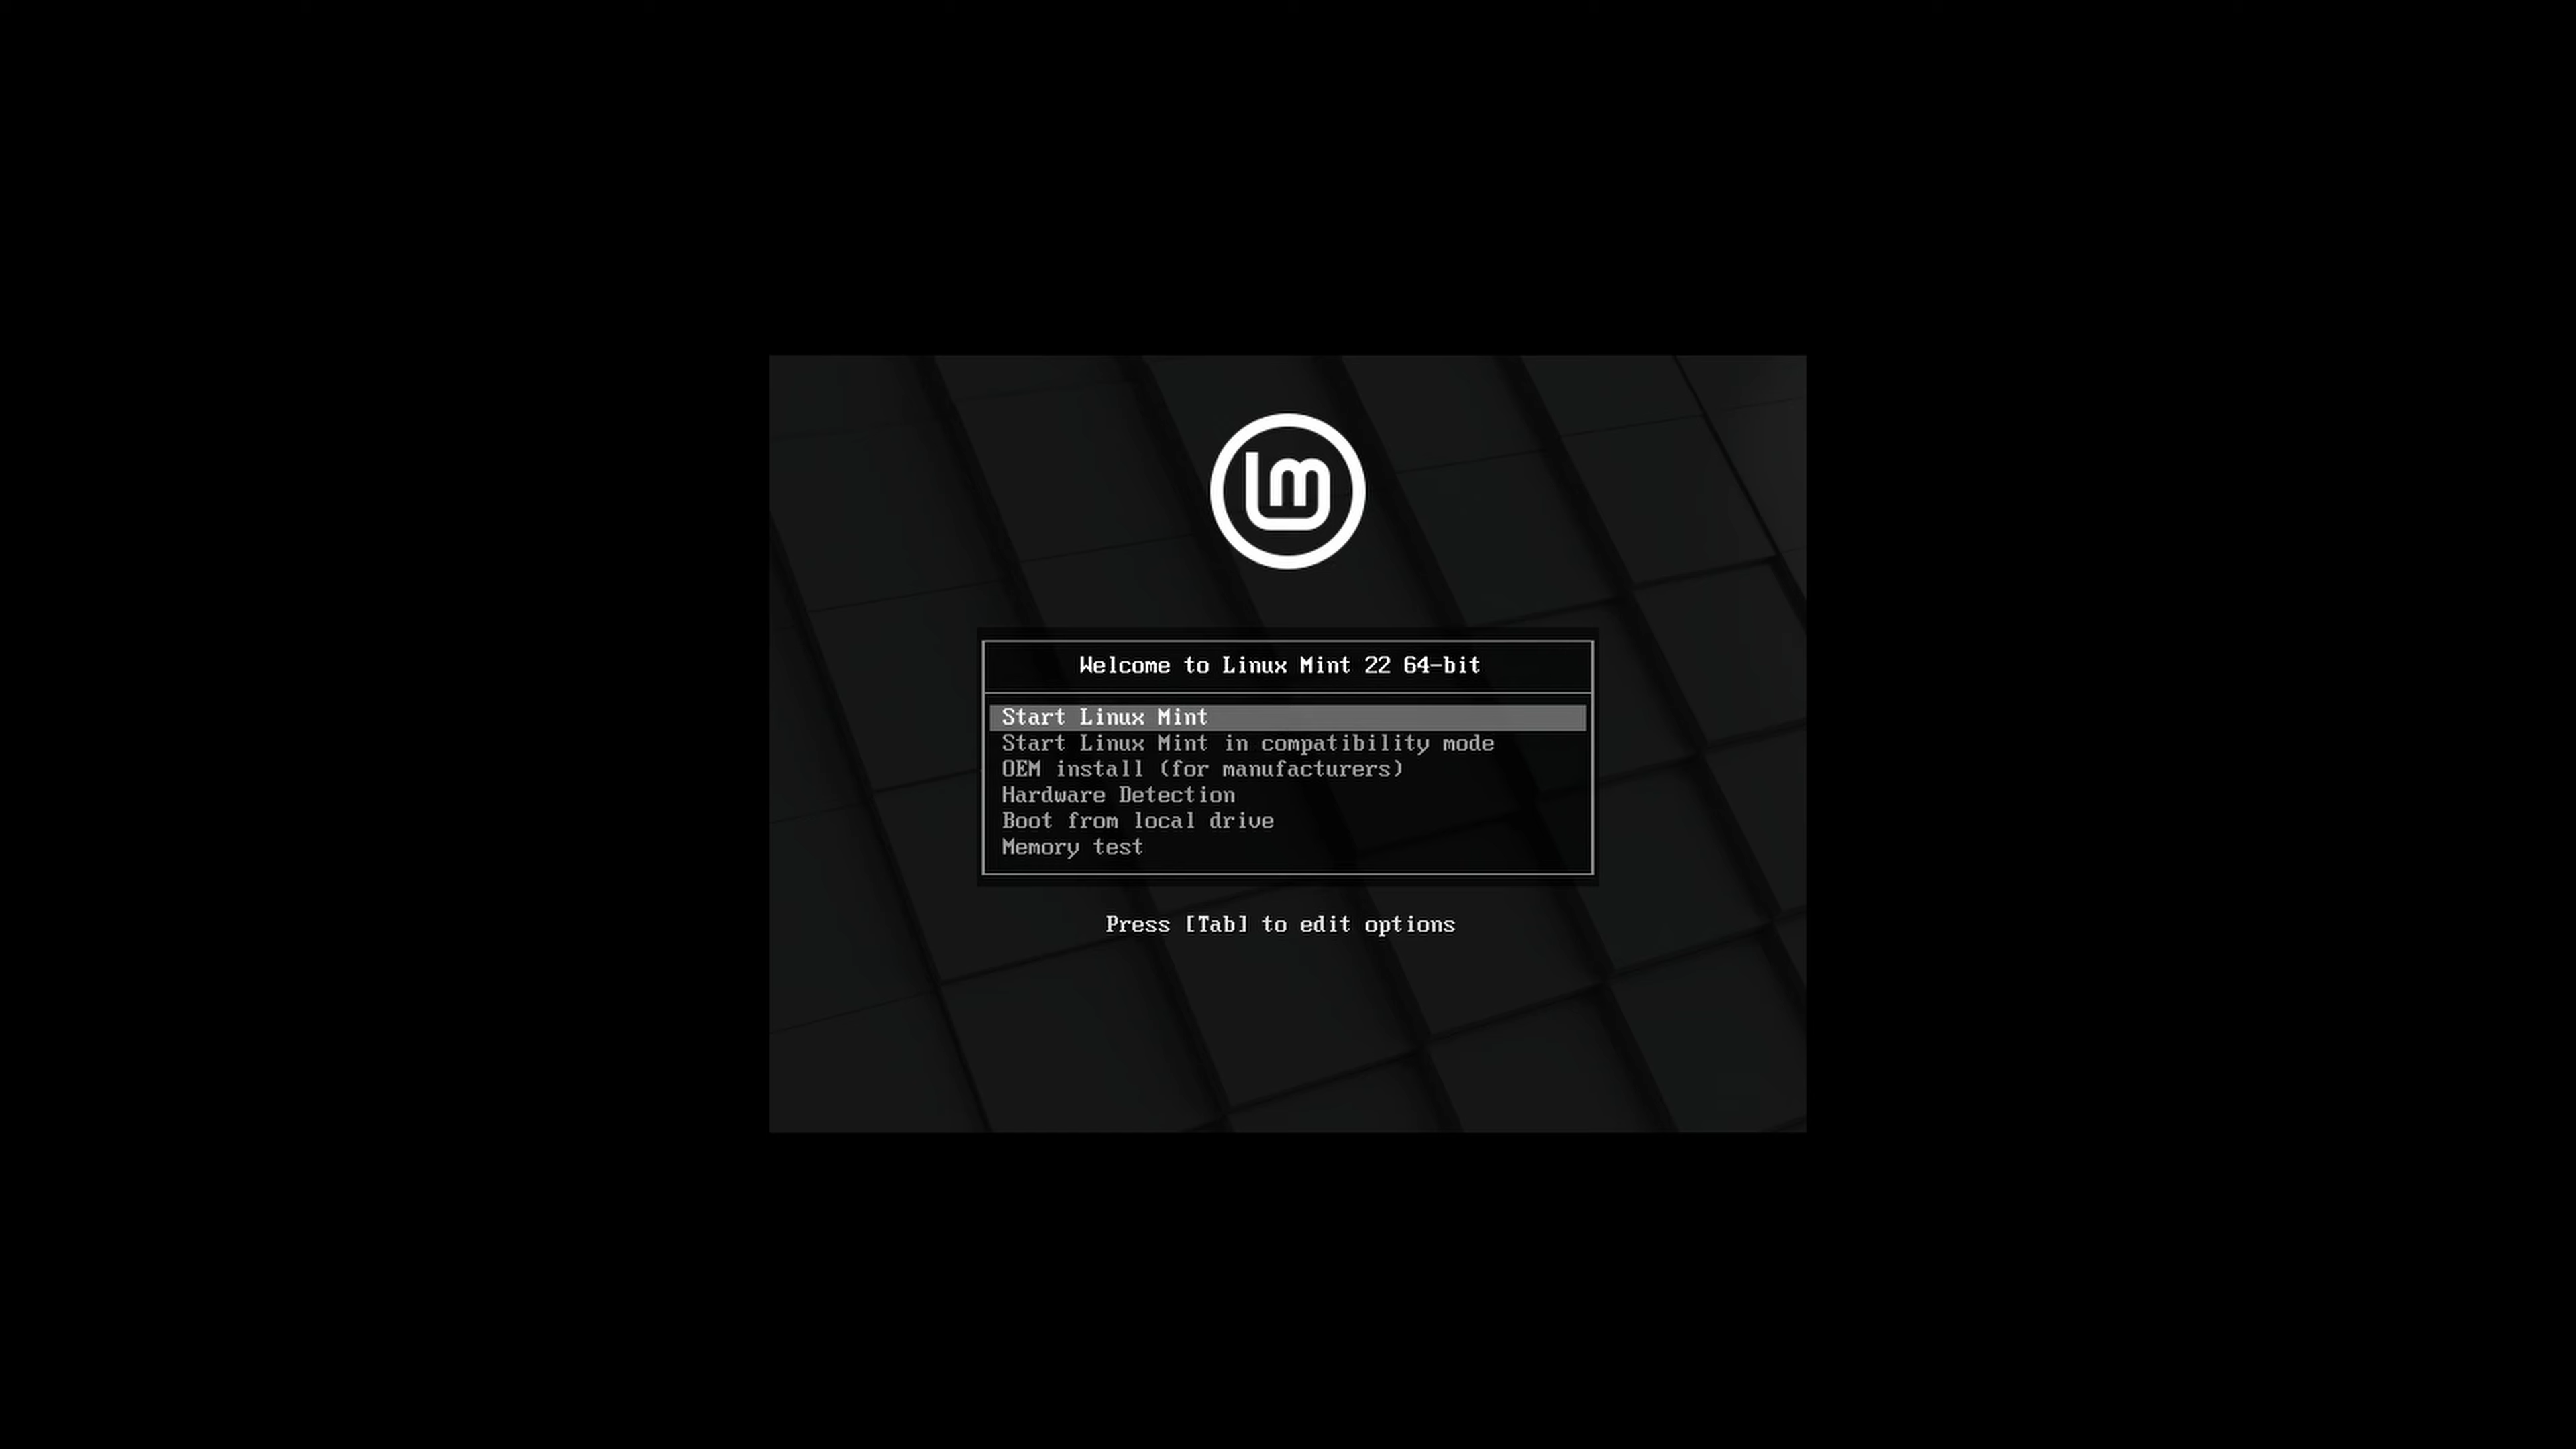 lm
Welcome to Linux Mint 22 64-bit
Start Linux Mint
Start Linux Mint in compatibility mode
OEM install (for manufacturers)
Hardware Detection
Boot from local drive
Memory test
Press [Tab] to edit options